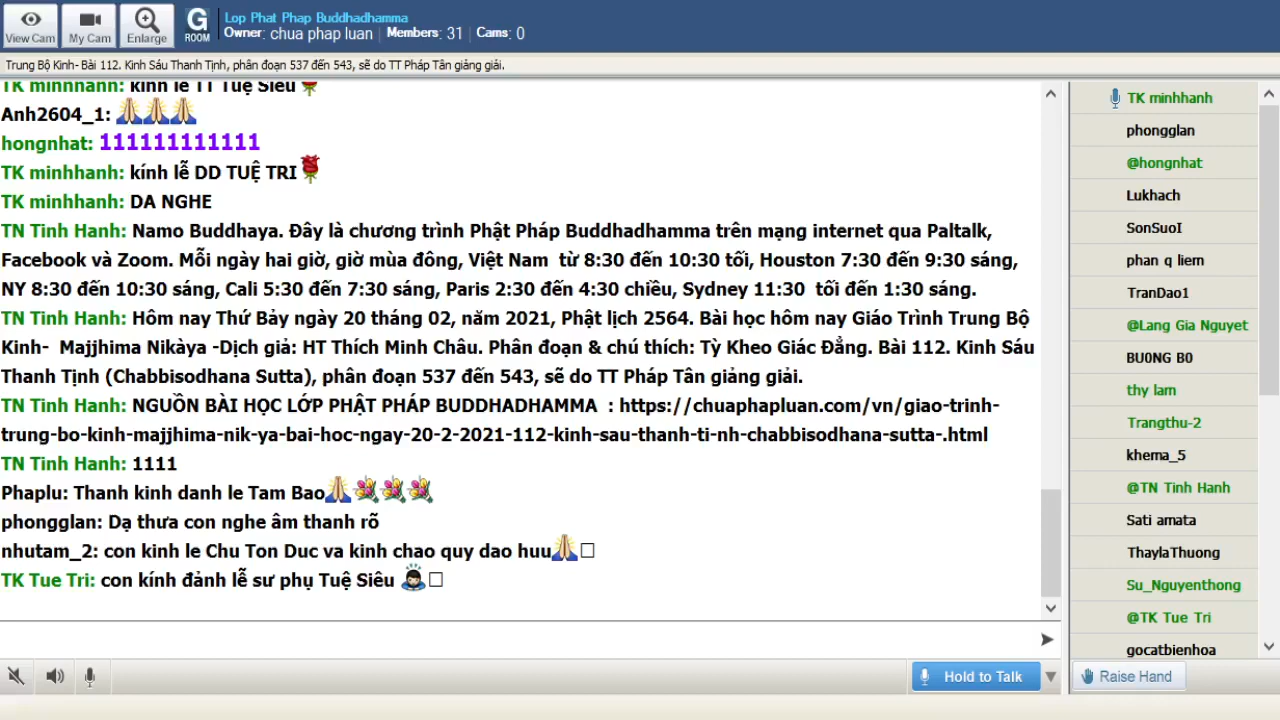 View Cam
My Cam
Enlarge
G
ROOM
Lop Phat Phap Buddhadhamma
Owner: chua phap luan | Members: 31 | Cams: 0
Trung Bộ Kinh- Bài 112. Kinh Sáu Thanh Tịnh, phân đoạn 537 đến 543, sẽ do TT Pháp Tân giảng giải.
TK minhhanh: kính lễ TT Tuệ Siêu
Anh2604_1:
hongnhat: 111111111111
TK minhhanh: kính lễ DD TUỆ TRI
TK minhhanh: DA NGHE
TN Tinh Hanh: Namo Buddhaya. Đây là chương trình Phật Pháp Buddhadhamma trên mạng internet qua Paltalk,
Facebook và Zoom. Mỗi ngày hai giờ, giờ mùa đông, Việt Nam từ 8:30 đến 10:30 tối, Houston 7:30 đến 9:30 sáng,
NY 8:30 đến 10:30 sáng, Cali 5:30 đến 7:30 sáng, Paris 2:30 đến 4:30 chiều, Sydney 11:30 tối đến 1:30 sáng.
TN Tinh Hanh: Hôm nay Thứ Bảy ngày 20 tháng 02, năm 2021, Phật lịch 2564. Bài học hôm nay Giáo Trình Trung Bộ
Kinh- Majjhima Nikàya -Dịch giả: HT Thích Minh Châu. Phân đoạn & chú thích: Tỳ Kheo Giác Đẳng. Bài 112. Kinh Sáu
Thanh Tịnh (Chabbisodhana Sutta), phân đoạn 537 đến 543, sẽ do TT Pháp Tân giảng giải.
TN Tinh Hanh: NGUỒN BÀI HỌC LỚP PHẬT PHÁP BUDDHADHAMMA : https://chuaphapluan.com/vn/giao-trinh-
trung-bo-kinh-majjhima-nik-ya-bai-hoc-ngay-20-2-2021-112-kinh-sau-thanh-ti-nh-chabbisodhana-sutta-.html
TN Tinh Hanh: 1111
Phaplu: Thanh kinh danh le Tam Bao
phongglan: Dạ thưa con nghe âm thanh rõ
nhutam_2: con kinh le Chu Ton Duc va kinh chao quy dao huu
TK Tue Tri: con kính đảnh lễ sư phụ Tuệ Siêu
Hold to Talk
TK minhhanh
phongglan
@hongnhat
Lukhach
SonSuoI
phan q liem
TranDao1
@Lang Gia Nguyet
BU0NG B0
thy lam
Trangthu-2
khema_5
@TN Tinh Hanh
Sati amata
ThaylaThuong
Su_Nguyenthong
@TK Tue Tri
gocatbienhoa
Raise Hand